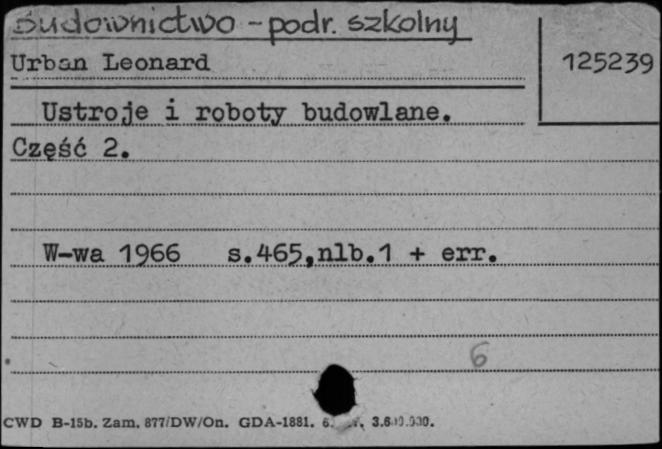 Budownictwo - podr. szkolny
Urban Leonard
125239
Ustroje i roboty budowlane.
Część 2.
W-wa 1966 s.465,nlb.1 + err.
6
CWD B-15b. Zam. 877/DW/On. GDA-1881.